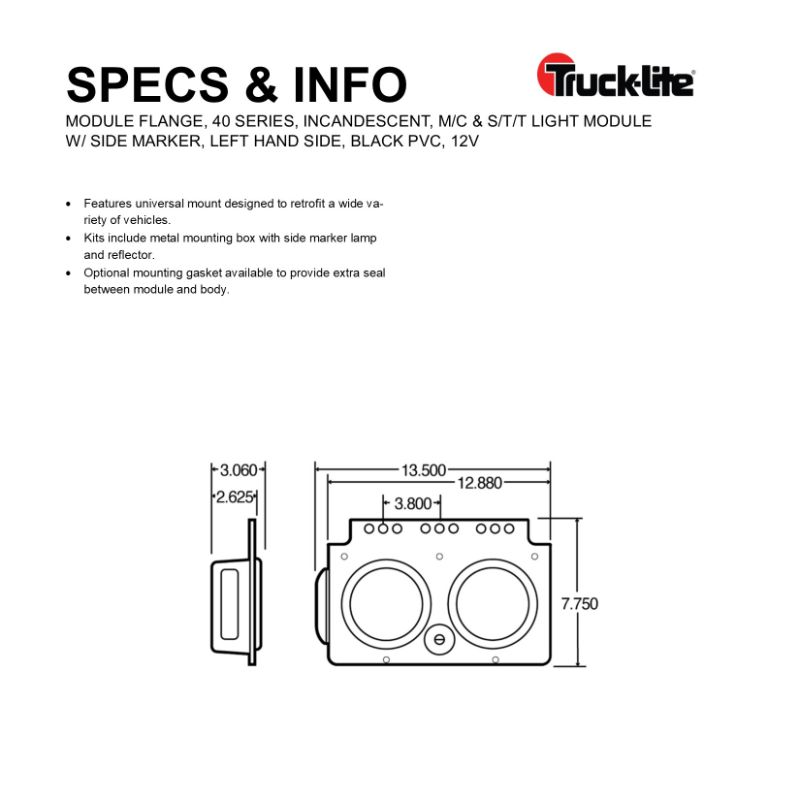 SPECS & INFO
Truck-Lite®
MODULE FLANGE, 40 SERIES, INCANDESCENT, M/C & S/T/T LIGHT MODULE
W/ SIDE MARKER, LEFT HAND SIDE, BLACK PVC, 12V
• Features universal mount designed to retrofit a wide va-
riety of vehicles.
• Kits include metal mounting box with side marker lamp
and reflector.
• Optional mounting gasket available to provide extra seal
between module and body.
3.060
2.625
13.500
12.880
3.800
7.750